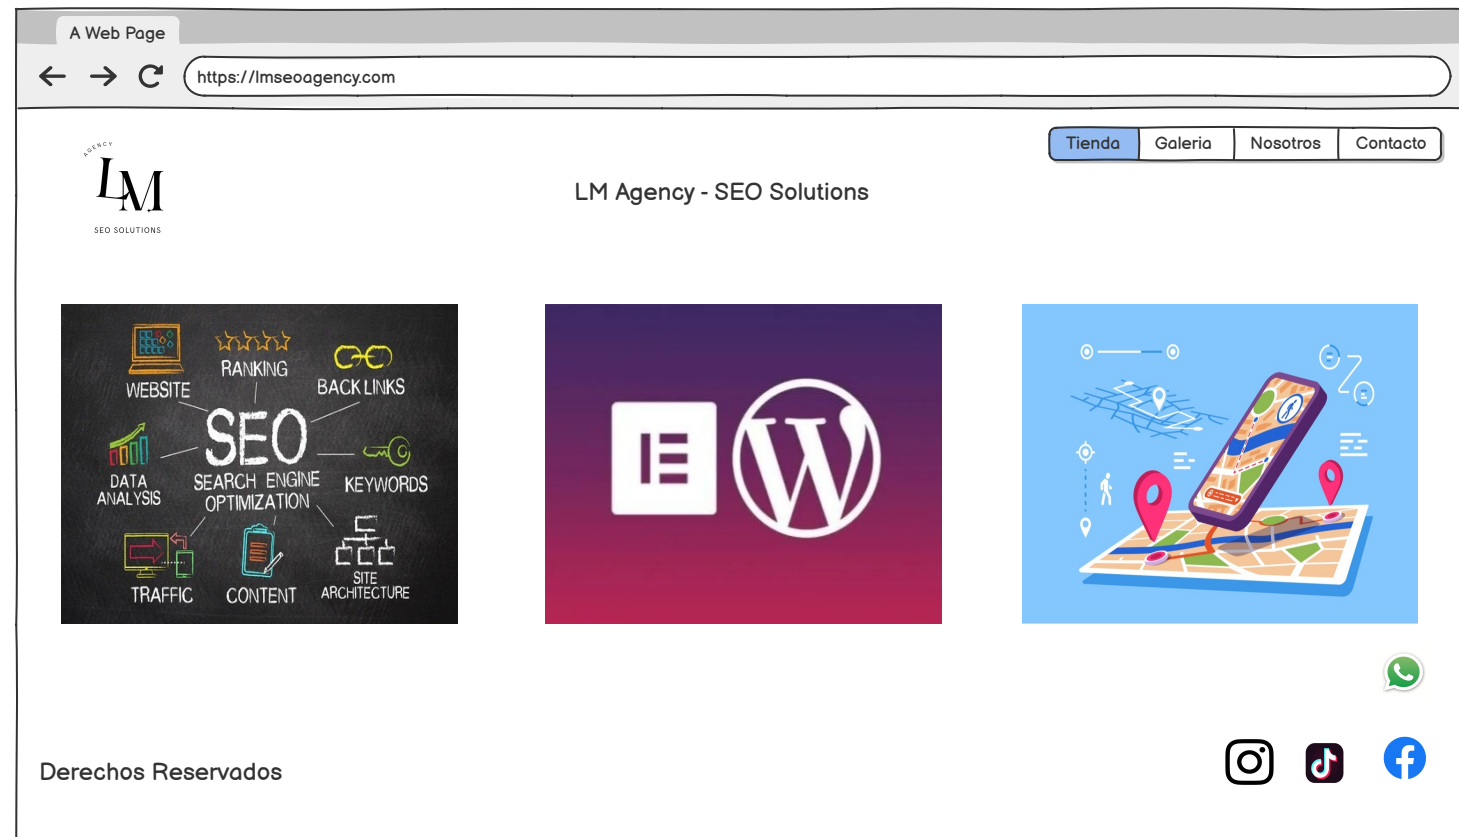 A Web Page
https://lmseoagency.com
Tienda
Galeria
Nosotros
Contacto
AGENCY
LM
SEO SOLUTIONS
LM Agency - SEO Solutions
WEBSITE
RANKING
BACK LINKS
SEO
SEARCH ENGINE
OPTIMIZATION
DATA
ANALYSIS
KEYWORDS
TRAFFIC
CONTENT
SITE
ARCHITECTURE
Derechos Reservados